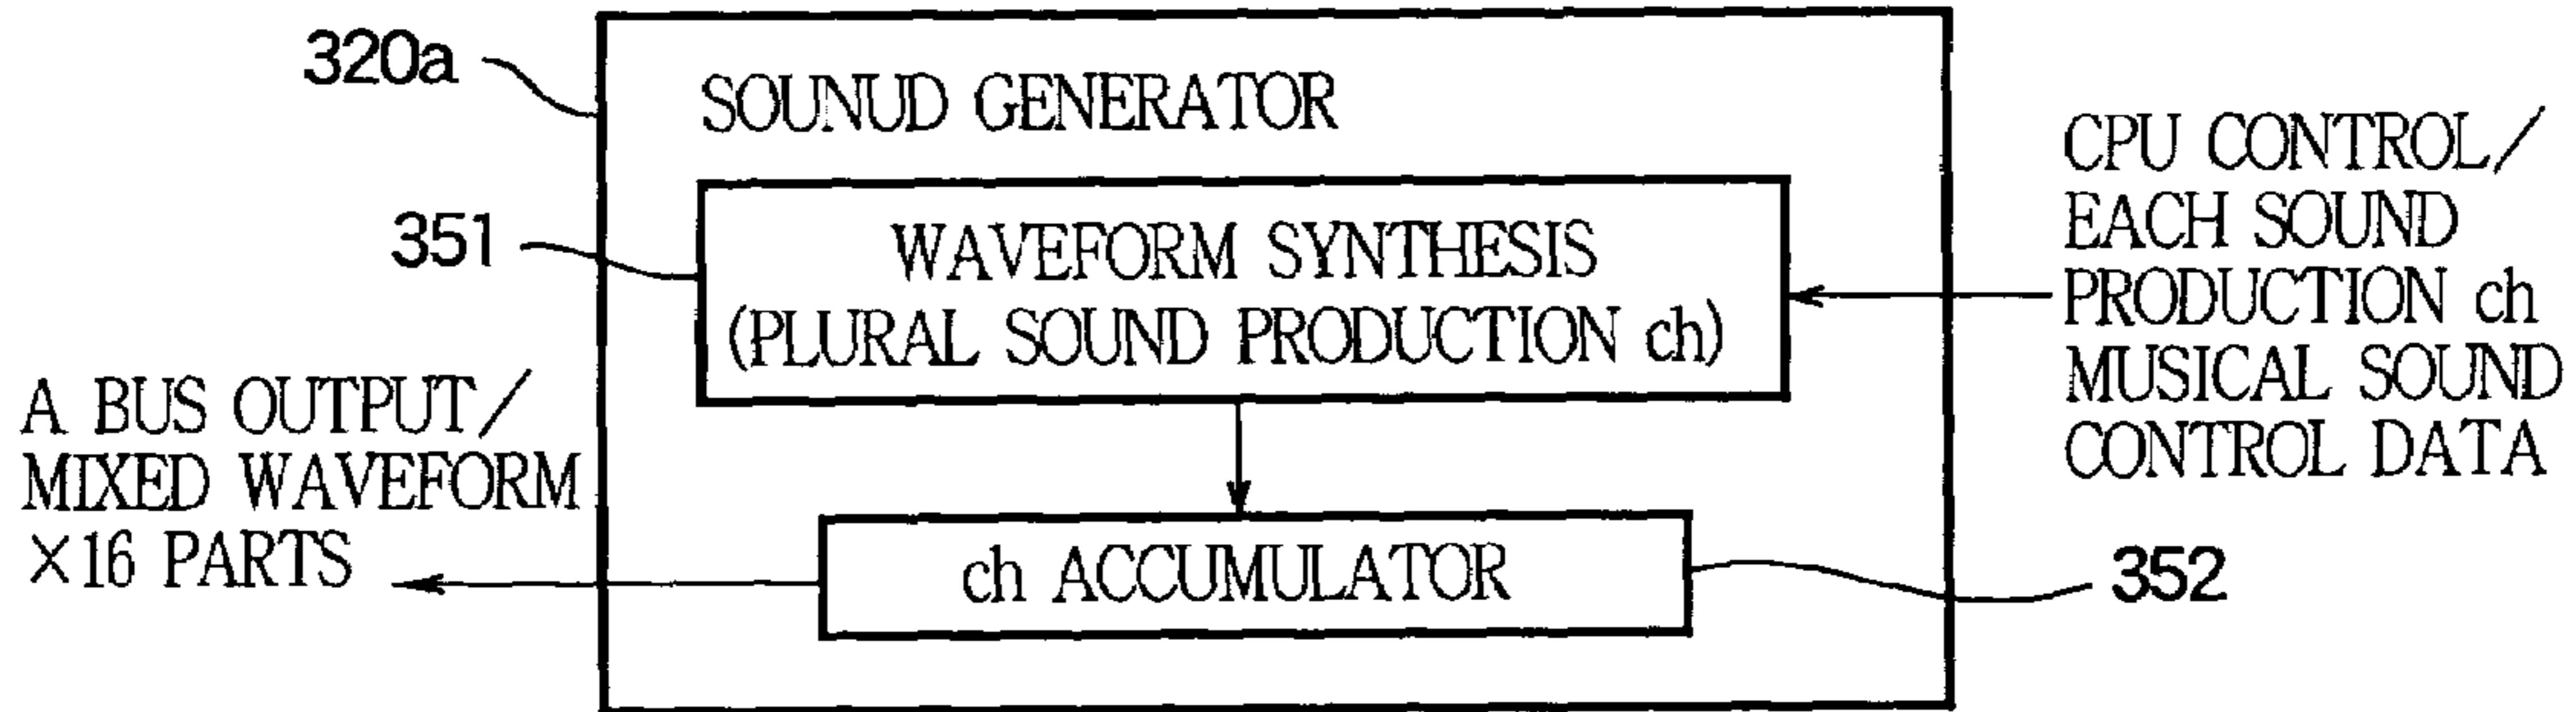 320a
SOUNUD GENERATOR
351
WAVEFORM SYNTHESIS
(PLURAL SOUND PRODUCTION ch)
CPU CONTROL/
EACH SOUND
PRODUCTION ch
MUSICAL SOUND
CONTROL DATA
A BUS OUTPUT/
MIXED WAVEFORM
×16 PARTS
ch ACCUMULATOR
352